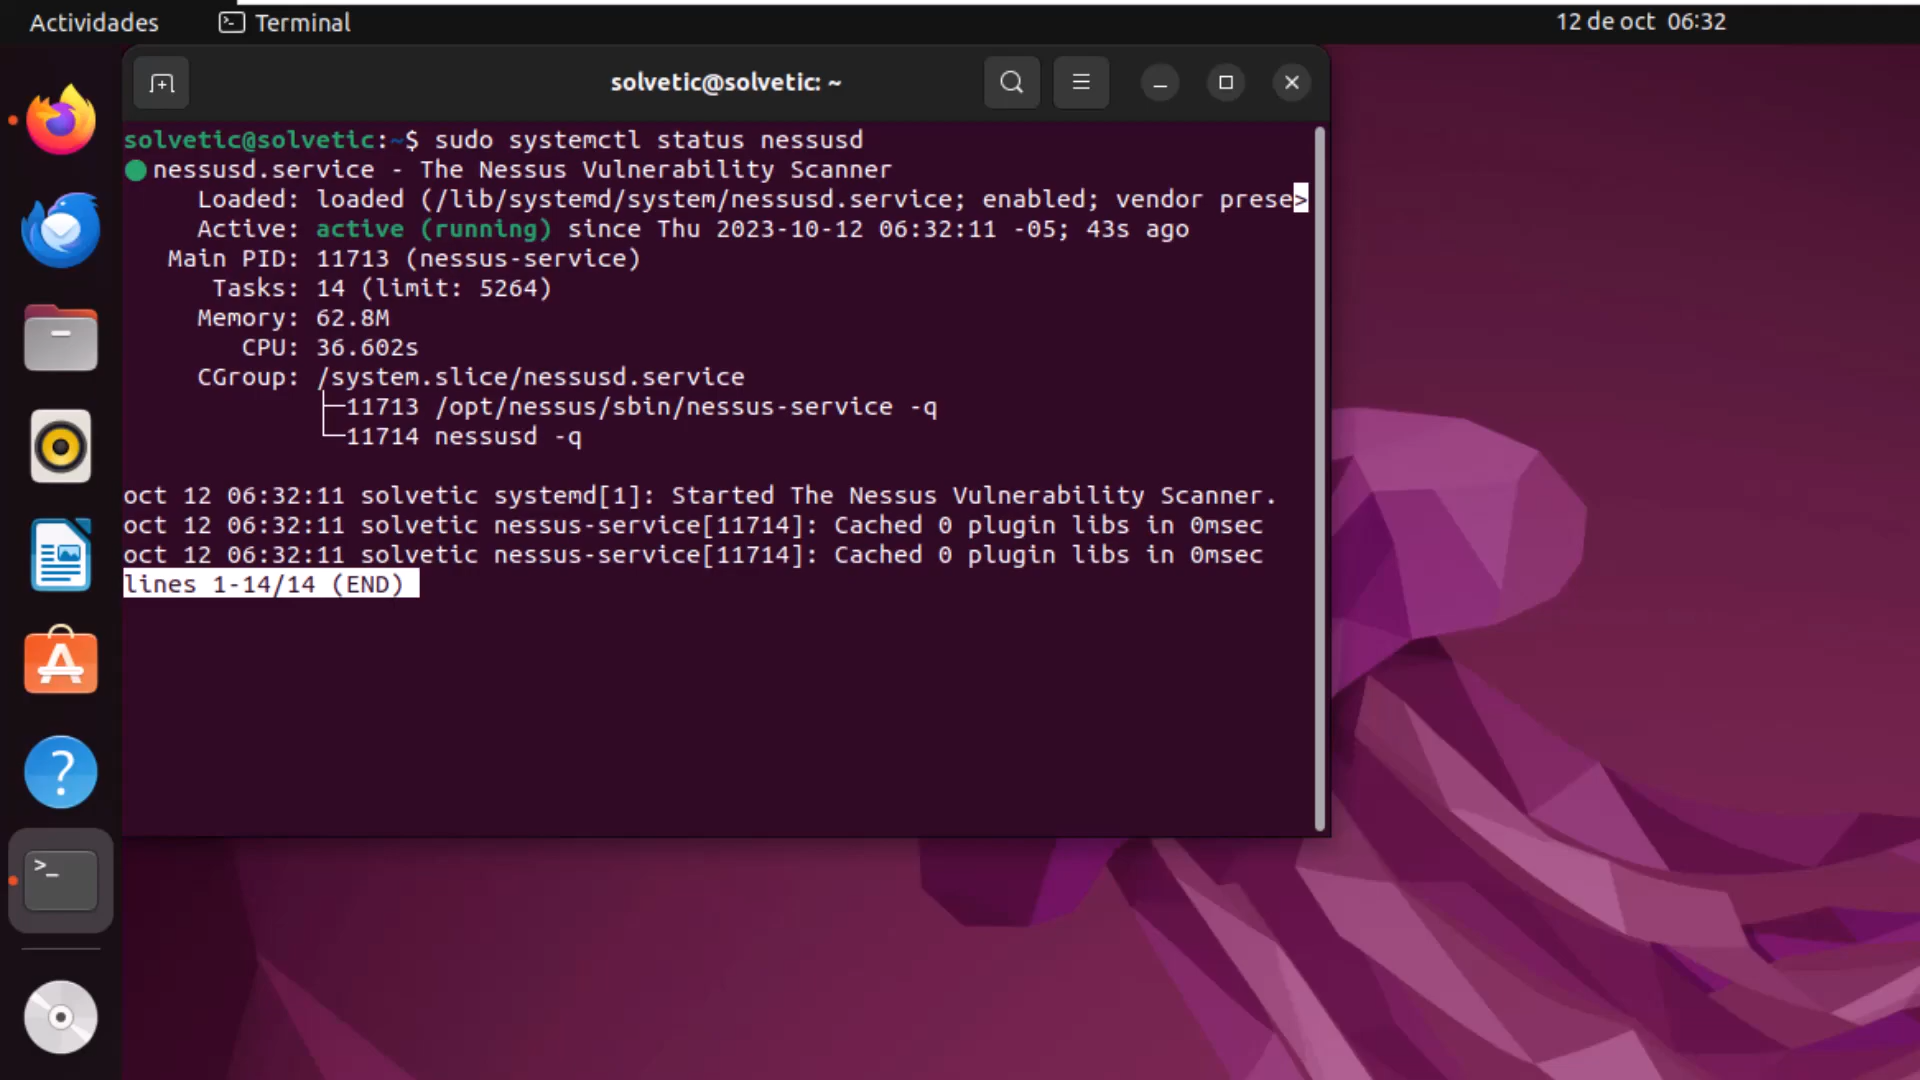 Actividades
Terminal
12 de oct 06:32
solvetic@solvetic: ~
solvetic@solvetic:~$ sudo systemctl status nessusd
nessusd.service - The Nessus Vulnerability Scanner
Loaded: loaded (/lib/systemd/system/nessusd.service; enabled; vendor prese>
Active: active (running) since Thu 2023-10-12 06:32:11 -05; 43s ago
Main PID: 11713 (nessus-service)
Tasks: 14 (limit: 5264)
Memory: 62.8M
CPU: 36.602s
CGroup: /system.slice/nessusd.service
├─11713 /opt/nessus/sbin/nessus-service -q
└─11714 nessusd -q
oct 12 06:32:11 solvetic systemd[1]: Started The Nessus Vulnerability Scanner.
oct 12 06:32:11 solvetic nessus-service[11714]: Cached 0 plugin libs in 0msec
oct 12 06:32:11 solvetic nessus-service[11714]: Cached 0 plugin libs in 0msec
lines 1-14/14 (END)